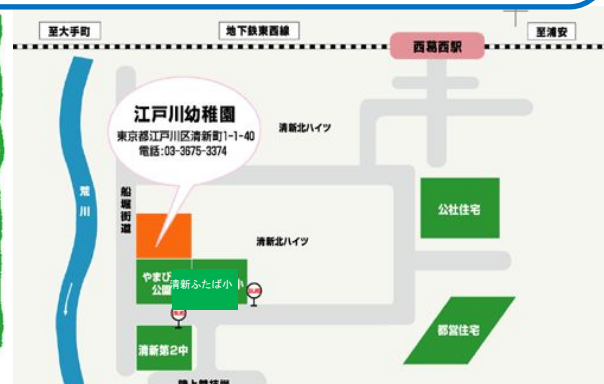 至大手町
地下鉄東西線
西葛西駅
至浦安
江戸川幼稚園
東京都江戸川区清新町1-1-40
電話:03-3675-3374
清新北ハイツ
荒川
船堀街道
公社住宅
清新北ハイツ
やまび
公園
清新ふたば小
小
BUS
BUS
都営住宅
清新第2中